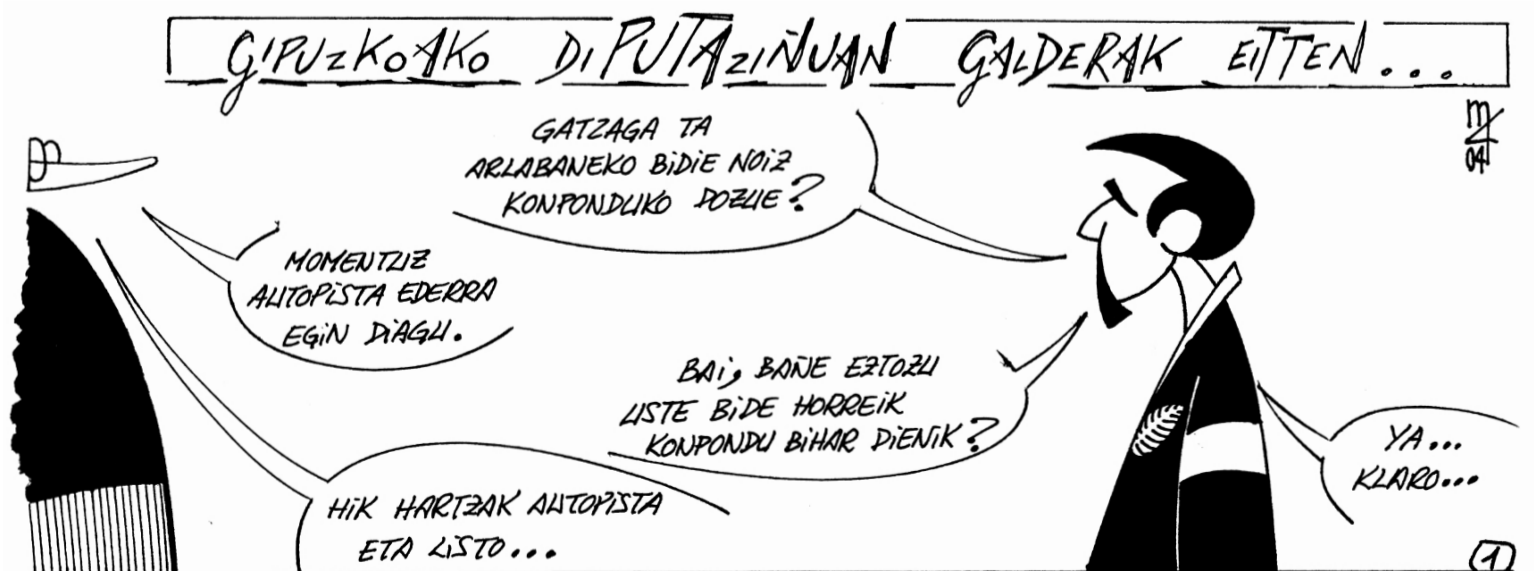 GIPUZKOAKO DIPUTAZIÑUAN GALDERAK EITTEN...
M
04
GATZAGA TA
ARLABANEKO BIDIE NOIZ
KONPONDUKO DOZUE?
MOMENTUZ
AUTOPISTA EDERRA
EGIN DIAGU.
BAI, BAÑE EZTOZU
USTE BIDE HORREIK
KONPONDU BIHAR DIENIK?
HIK HARTZAK AUTOPISTA
ETA LISTO...
YA...
KLARO...
1